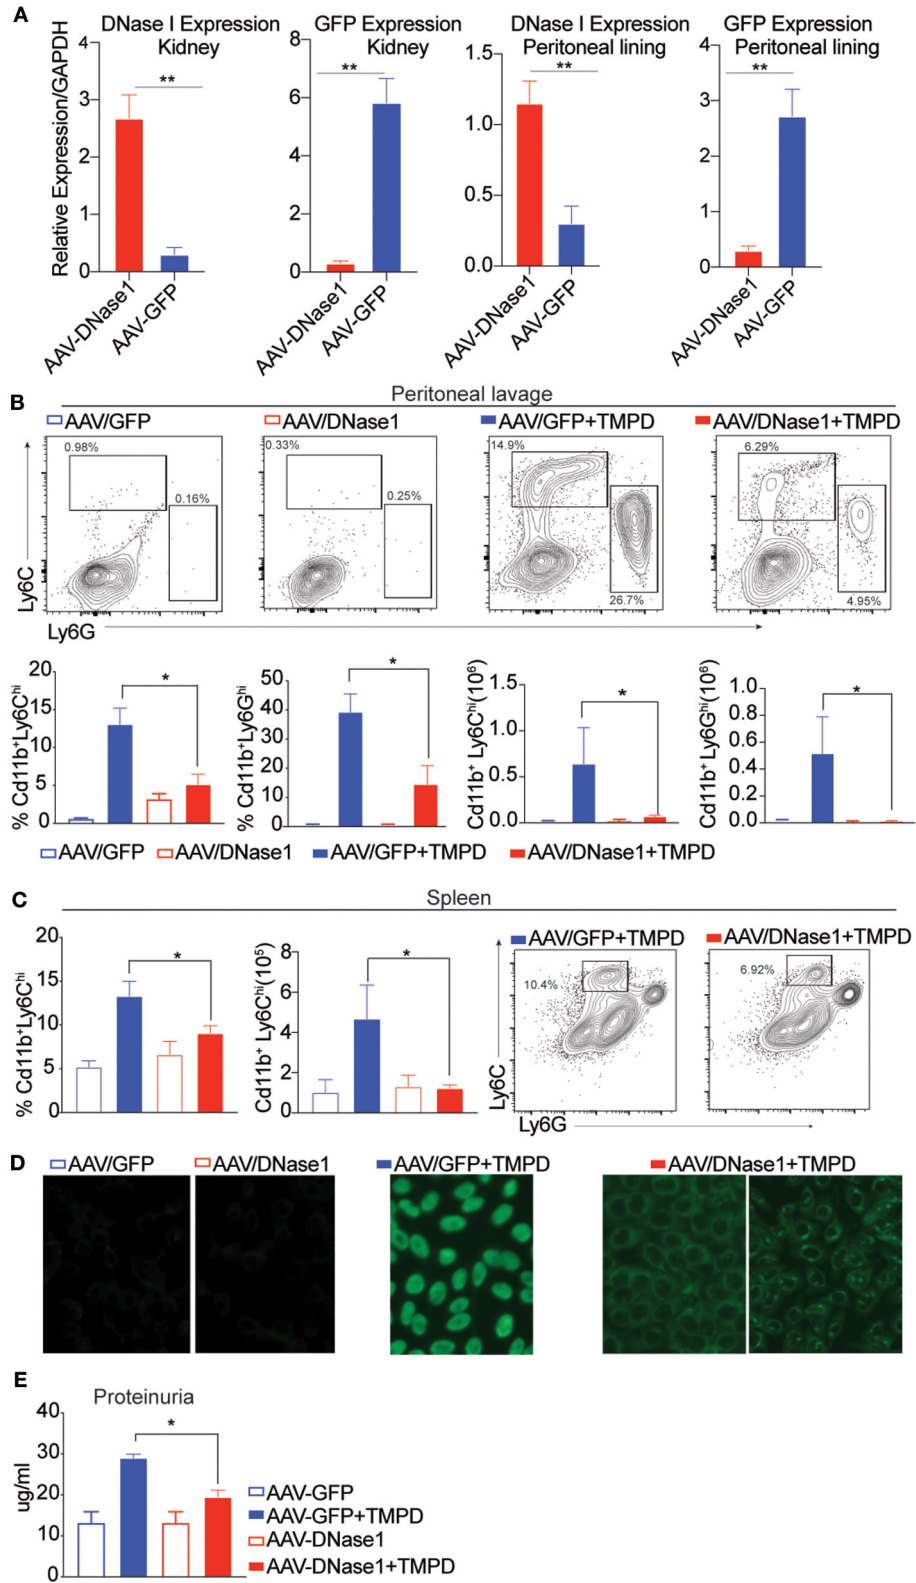 A
DNase I Expression
Kidney
GFP Expression
Kidney
DNase I Expression
Peritoneal lining
GFP Expression
Peritoneal lining
Relative Expression/GAPDH
4
3
2
1
0
**
AAV-DNase1
AAV-GFP
8
6
4
2
0
**
AAV-DNase1
AAV-GFP
1.5
1.0
0.5
0.0
**
AAV-DNase1
AAV-GFP
4
3
2
1
0
**
AAV-DNase1
AAV-GFP
B
Peritoneal lavage
AAV/GFP
AAV/DNase1
AAV/GFP+TMPD
AAV/DNase1+TMPD
0.98%
0.16%
0.33%
0.25%
14.9%
26.7%
6.29%
4.95%
Ly6C
Ly6G
% Cd11b+Ly6Chi
20
15
10
5
0
*
% Cd11b+Ly6Ghi
50
40
30
20
10
0
*
Cd11b+ Ly6Chi(10⁶)
1.5
1.0
0.5
0.0
*
Cd11b+ Ly6Ghi(10⁶)
1.0
0.8
0.6
0.4
0.2
0.0
*
AAV/GFP AAV/DNase1 AAV/GFP+TMPD AAV/DNase1+TMPD
C
Spleen
% Cd11b+Ly6Chi
20
15
10
5
0
*
Cd11b+ Ly6Chi(10⁵)
8
6
4
2
0
*
AAV/GFP+TMPD
AAV/DNase1+TMPD
10.4%
6.92%
Ly6C
Ly6G
D
AAV/GFP
AAV/DNase1
AAV/GFP+TMPD
AAV/DNase1+TMPD
E
Proteinuria
ug/ml
40
30
20
10
0
*
AAV-GFP
AAV-GFP+TMPD
AAV-DNase1
AAV-DNase1+TMPD